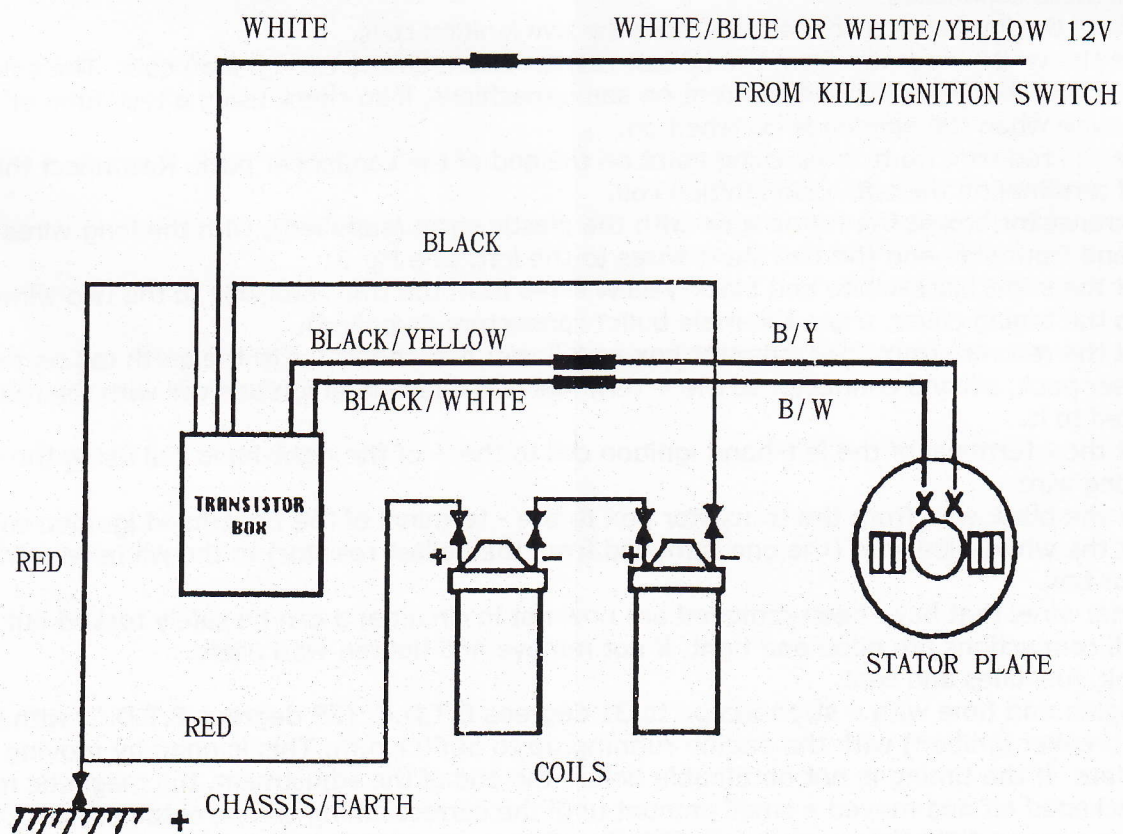 WHITE
WHITE/BLUE OR WHITE/YELLOW 12V
FROM KILL/IGNITION SWITCH
BLACK
BLACK/YELLOW
B/Y
BLACK/WHITE
B/W
TRANSISTOR
BOX
RED
+
-
+
-
STATOR PLATE
RED
COILS
CHASSIS/EARTH
+